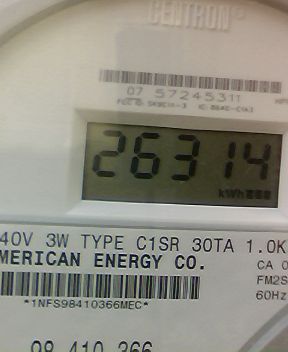 CENTRON®
07 57245311
26314
kWh
40V 3W TYPE C1SR 30TA 1.0K
MERICAN ENERGY CO.
CA 0
FM2S
*1NFS98410366MEC*
60Hz
98 410 366